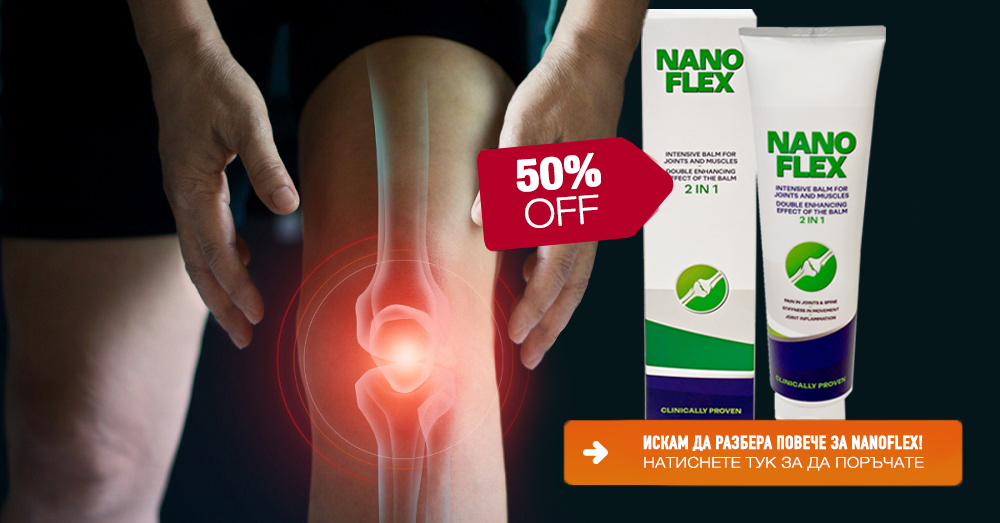 NANO
FLEX
INTENSIVE BALM FOR
JOINTS AND MUSCLES
DOUBLE ENHANCING
EFFECT OF THE BALM
2 IN 1
CLINICALLY PROVEN
NANO
FLEX
INTENSIVE BALM FOR
JOINTS AND MUSCLES
DOUBLE ENHANCING
EFFECT OF THE BALM
2 IN 1
PAIN IN JOINTS & SPINE
STIFFNESS IN MOVEMENT
JOINT INFLAMMATION
CLINICALLY PROVEN
50%
OFF
ИСКАМ ДА РАЗБЕРА ПОВЕЧЕ ЗА NANOFLEX!
НАТИСНЕТЕ ТУК ЗА ДА ПОРЪЧАТЕ